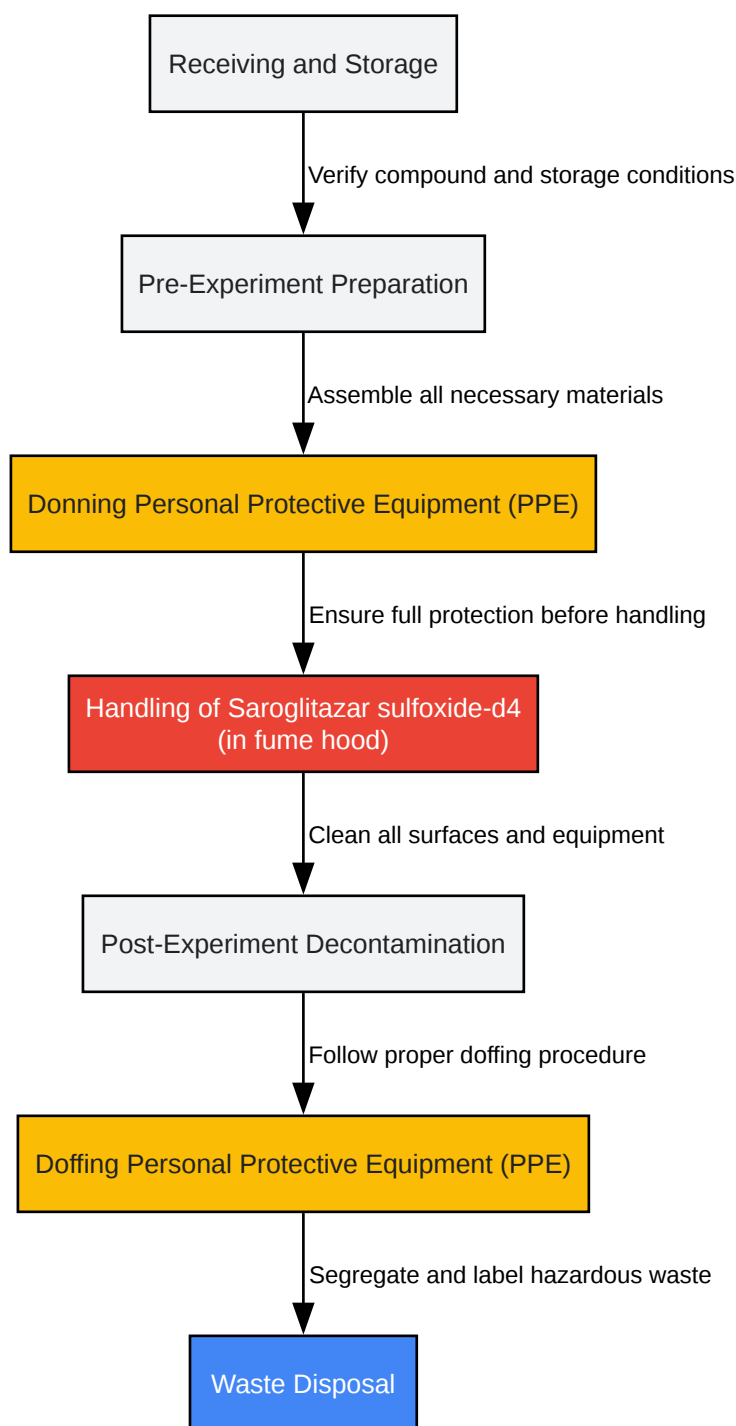 Receiving and Storage
Verify compound and storage conditions
Pre-Experiment Preparation
Assemble all necessary materials
Donning Personal Protective Equipment (PPE)
Ensure full protection before handling
Handling of Saroglitazar sulfoxide-d4
(in fume hood)
Clean all surfaces and equipment
Post-Experiment Decontamination
Follow proper doffing procedure
Doffing Personal Protective Equipment (PPE)
Segregate and label hazardous waste
Waste Disposal